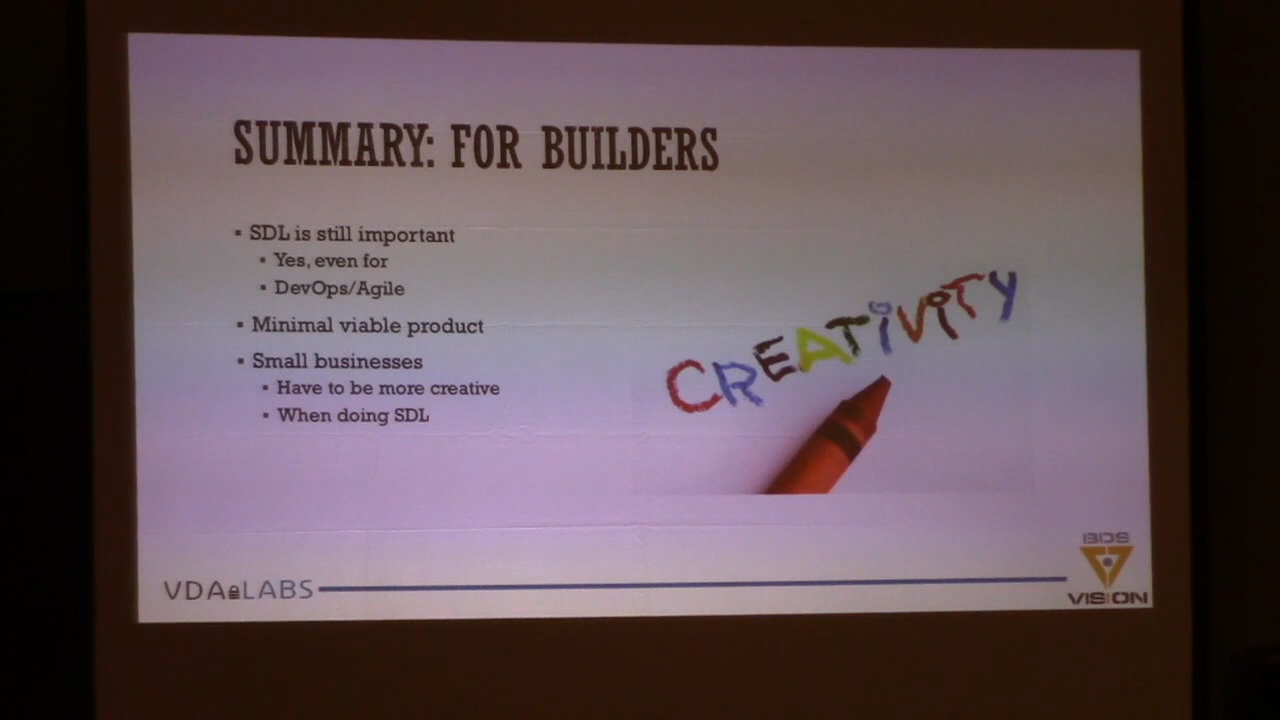 SUMMARY: FOR BUILDERS
▪ SDL is still important
▪ Yes, even for
▪ DevOps/Agile
▪ Minimal viable product
▪ Small businesses
▪ Have to be more creative
▪ When doing SDL
CREATiViTY
VDA LABS
BDS
VISION